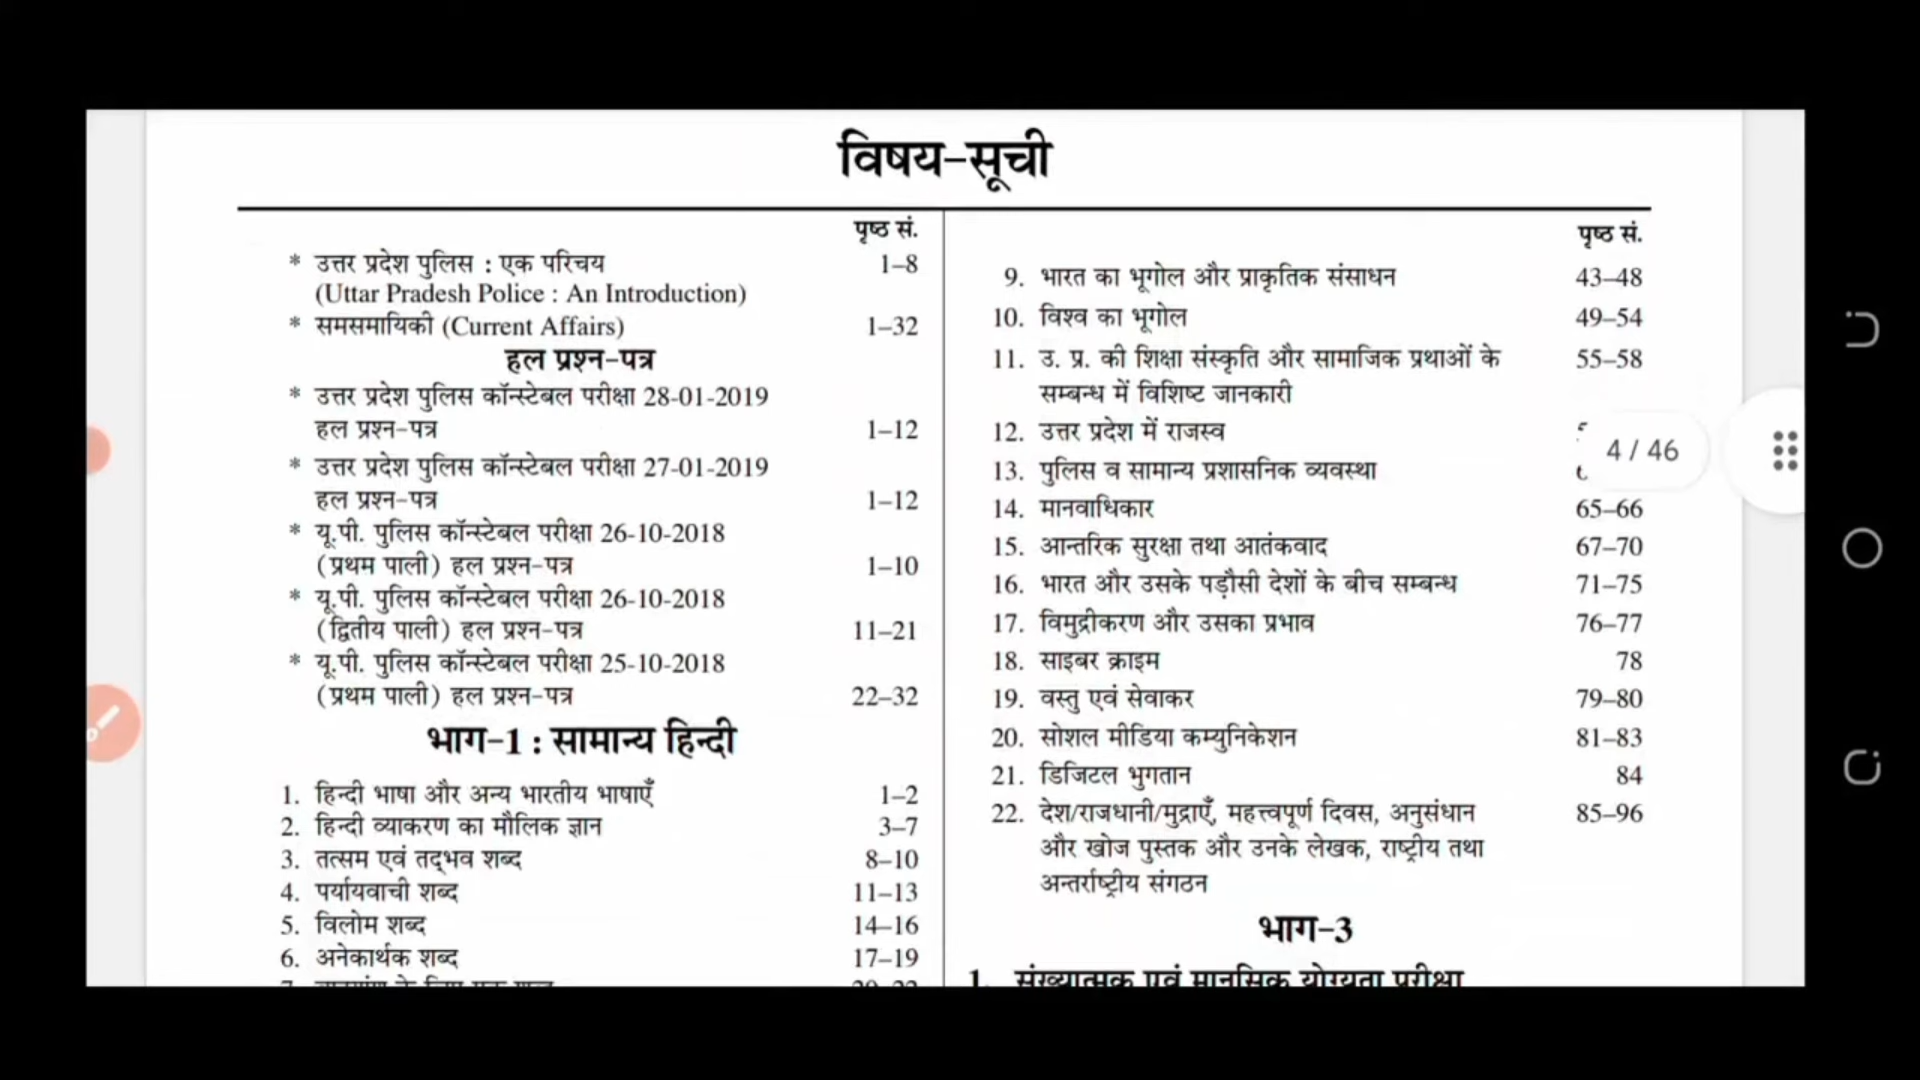 विषय-सूची
पृष्ठ सं.
* उत्तर प्रदेश पुलिस : एक परिचय 1–8
(Uttar Pradesh Police : An Introduction)
* समसमायिकी (Current Affairs) 1–32
हल प्रश्न-पत्र
* उत्तर प्रदेश पुलिस कॉन्स्टेबल परीक्षा 28-01-2019
हल प्रश्न-पत्र 1–12
* उत्तर प्रदेश पुलिस कॉन्स्टेबल परीक्षा 27-01-2019
हल प्रश्न-पत्र 1–12
* यू.पी. पुलिस कॉन्स्टेबल परीक्षा 26-10-2018
(प्रथम पाली) हल प्रश्न-पत्र 1–10
* यू.पी. पुलिस कॉन्स्टेबल परीक्षा 26-10-2018
(द्वितीय पाली) हल प्रश्न-पत्र 11–21
* यू.पी. पुलिस कॉन्स्टेबल परीक्षा 25-10-2018
(प्रथम पाली) हल प्रश्न-पत्र 22–32
भाग-1 : सामान्य हिन्दी
1. हिन्दी भाषा और अन्य भारतीय भाषाएँ 1–2
2. हिन्दी व्याकरण का मौलिक ज्ञान 3–7
3. तत्सम एवं तद्भव शब्द 8–10
4. पर्यायवाची शब्द 11–13
5. विलोम शब्द 14–16
6. अनेकार्थक शब्द 17–19
पृष्ठ सं.
9. भारत का भूगोल और प्राकृतिक संसाधन 43–48
10. विश्व का भूगोल 49–54
11. उ. प्र. की शिक्षा संस्कृति और सामाजिक प्रथाओं के 55–58
सम्बन्ध में विशिष्ट जानकारी
12. उत्तर प्रदेश में राजस्व
13. पुलिस व सामान्य प्रशासनिक व्यवस्था
14. मानवाधिकार 65–66
15. आन्तरिक सुरक्षा तथा आतंकवाद 67–70
16. भारत और उसके पड़ौसी देशों के बीच सम्बन्ध 71–75
17. विमुद्रीकरण और उसका प्रभाव 76–77
18. साइबर क्राइम 78
19. वस्तु एवं सेवाकर 79–80
20. सोशल मीडिया कम्युनिकेशन 81–83
21. डिजिटल भुगतान 84
22. देश/राजधानी/मुद्राएँ, महत्त्वपूर्ण दिवस, अनुसंधान 85–96
और खोज पुस्तक और उनके लेखक, राष्ट्रीय तथा
अन्तर्राष्ट्रीय संगठन
भाग-3
1. संख्यात्मक एवं मानसिक योग्यता परीक्षा
4 / 46